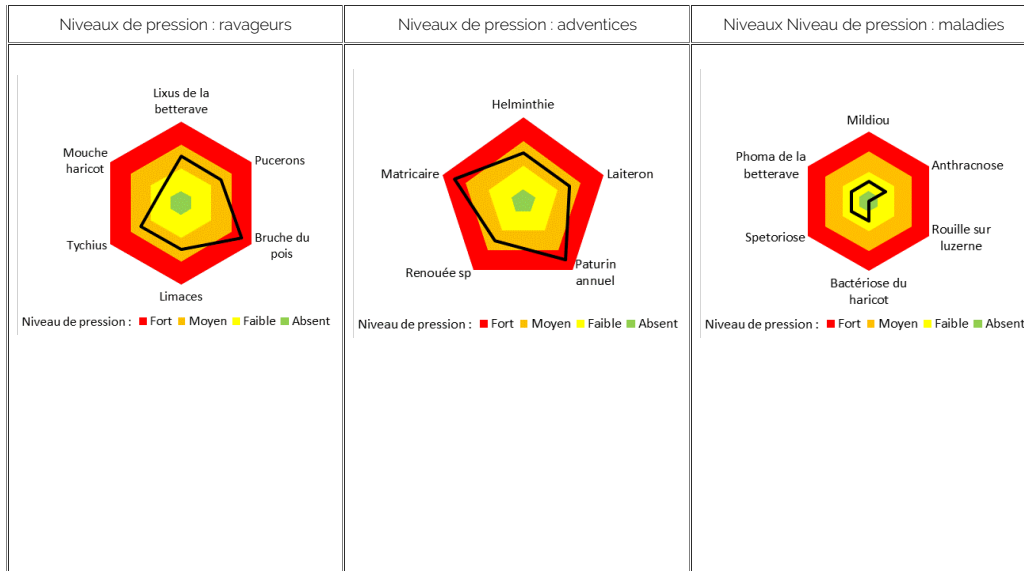 Niveaux de pression : ravageurs
Niveaux de pression : adventices
Niveaux Niveau de pression : maladies
Lixus de la
betterave
Pucerons
Bruche du
pois
Limaces
Tychius
Mouche
haricot
Niveau de pression : Fort Moyen Faible Absent
Helminthie
Laiteron
Paturin
annuel
Renouée sp
Matricaire
Niveau de pression : Fort Moyen Faible Absent
Mildiou
Anthracnose
Rouille sur
luzerne
Bactériose du
haricot
Spetoriose
Phoma de la
betterave
Niveau de pression : Fort Moyen Faible Absent